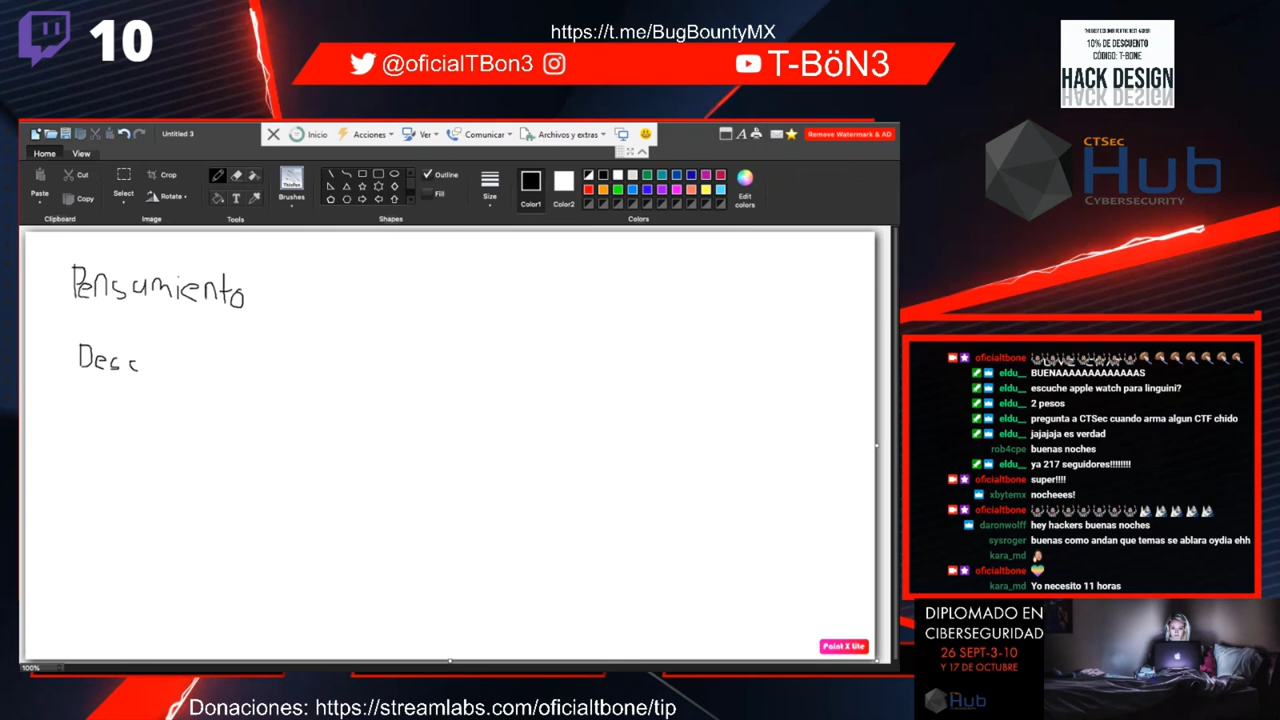 10
https://t.me/BugBountyMX
@oficialTBon3
T-BöN3
10% DE DESCUENTO
CÓDIGO: T-BONE
HACK DESIGN
CTSec
Hub
CYBERSECURITY
Untitled 3
Inicio
Acciones
Ver
Comunicar
Archivos y extras
Remove Watermark & AD
Home
View
Paste
Cut
Copy
Clipboard
Select
Crop
Rotate
Image
Tools
Brushes
Shapes
Outline
Fill
Size
Color1
Color2
Edit colors
Colors
Pensamiento
Desc
Paint X lite
100%
oficialtbone
eldu__ BUENAAAAAAAAAAAAS
eldu__ escuche apple watch para linguini?
eldu__ 2 pesos
eldu__ pregunta a CTSec cuando arma algun CTF chido
eldu__ jajajaja es verdad
rob4cpe buenas noches
eldu__ ya 217 seguidores!!!!!!!!
oficialtbone super!!!!
xbytemx nocheees!
oficialtbone
daronwolff hey hackers buenas noches
sysroger buenas como andan que temas se ablara oydia ehh
kara_md
oficialtbone
kara_md Yo necesito 11 horas
DIPLOMADO EN
CIBERSEGURIDAD
26 SEPT-3-10
Y 17 DE OCTUBRE
Hub
Donaciones: https://streamlabs.com/oficialtbone/tip